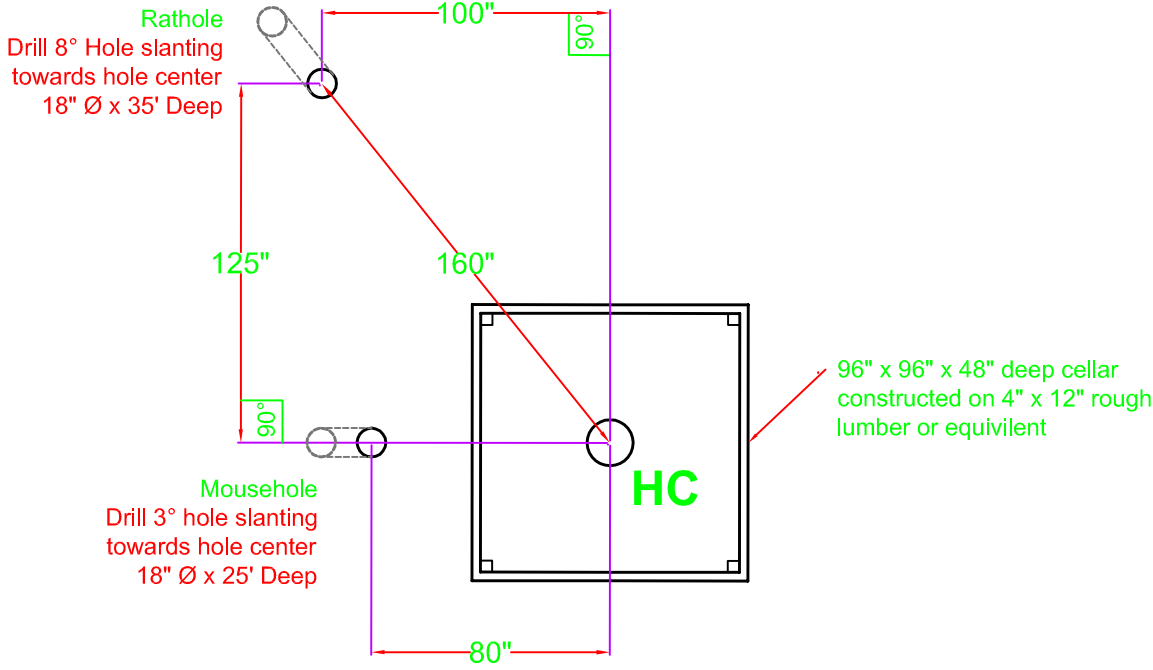 Rathole
Drill 8° Hole slanting
towards hole center
18" Ø x 35' Deep
100"
90°
125"
160"
90°
96" x 96" x 48" deep cellar
constructed on 4" x 12" rough
lumber or equivilent
HC
Mousehole
Drill 3° hole slanting
towards hole center
18" Ø x 25' Deep
80"